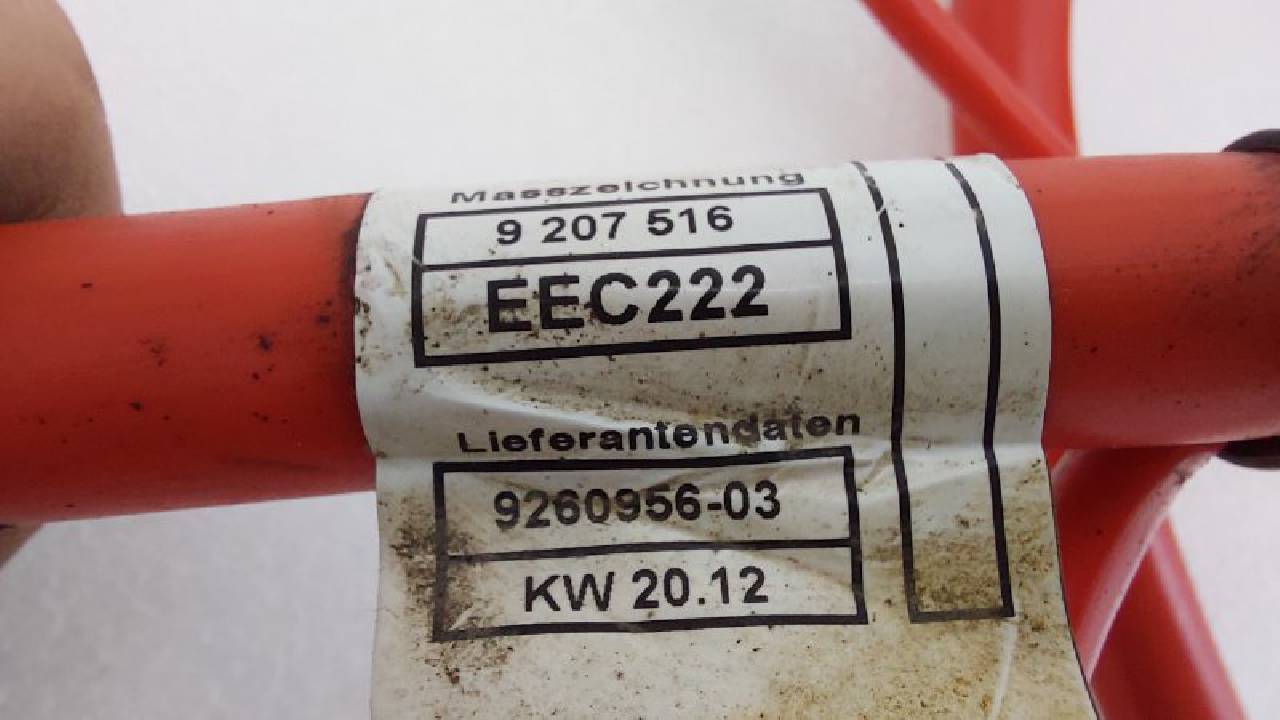 Masszeichnung
9 207 516
EEC222
Lieferantendaten
9260956-03
KW 20.12